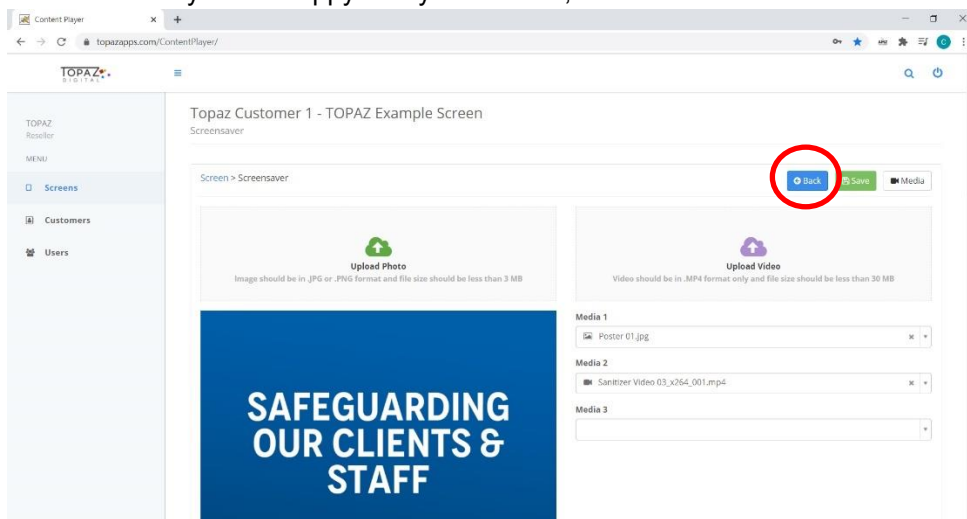 Content Player
topazapps.com/ContentPlayer/
TOPAZ
DIGITAL
TOPAZ
Reseller
MENU
Screens
Customers
Users
Topaz Customer 1 - TOPAZ Example Screen
Screensaver
Screen > Screensaver
Back
Save
Media
Upload Photo
Image should be in .JPG or .PNG format and file size should be less than 3 MB
Upload Video
Video should be in .MP4 format only and file size should be less than 30 MB
Media 1
Poster 01.jpg
Media 2
Sanitizer Video 03_x264_001.mp4
Media 3
SAFEGUARDING
OUR CLIENTS &
STAFF